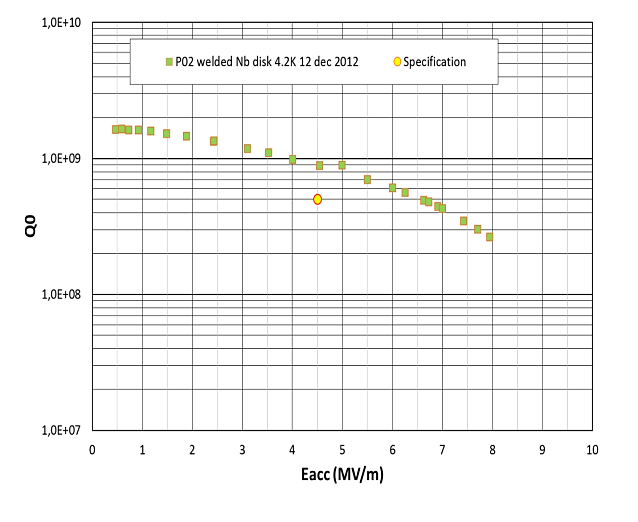 1,0E+10
P02 welded Nb disk 4.2K 12 dec 2012 Specification
1,0E+09
Q0
1,0E+08
1,0E+07
0 1 2 3 4 5 6 7 8 9 10
Eacc (MV/m)